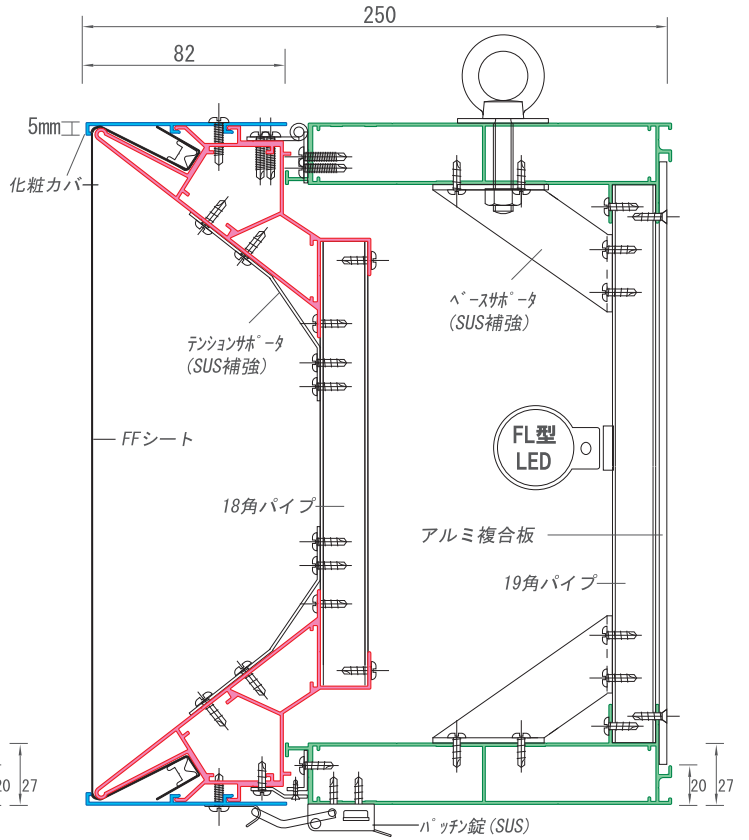 250
82
5mm
化粧カバー
ベースサポータ
(SUS補強)
テンションサポータ
(SUS補強)
FFシート
FL型
LED
18角パイプ
アルミ複合板
19角パイプ
20
27
20
27
パッチン錠(SUS)